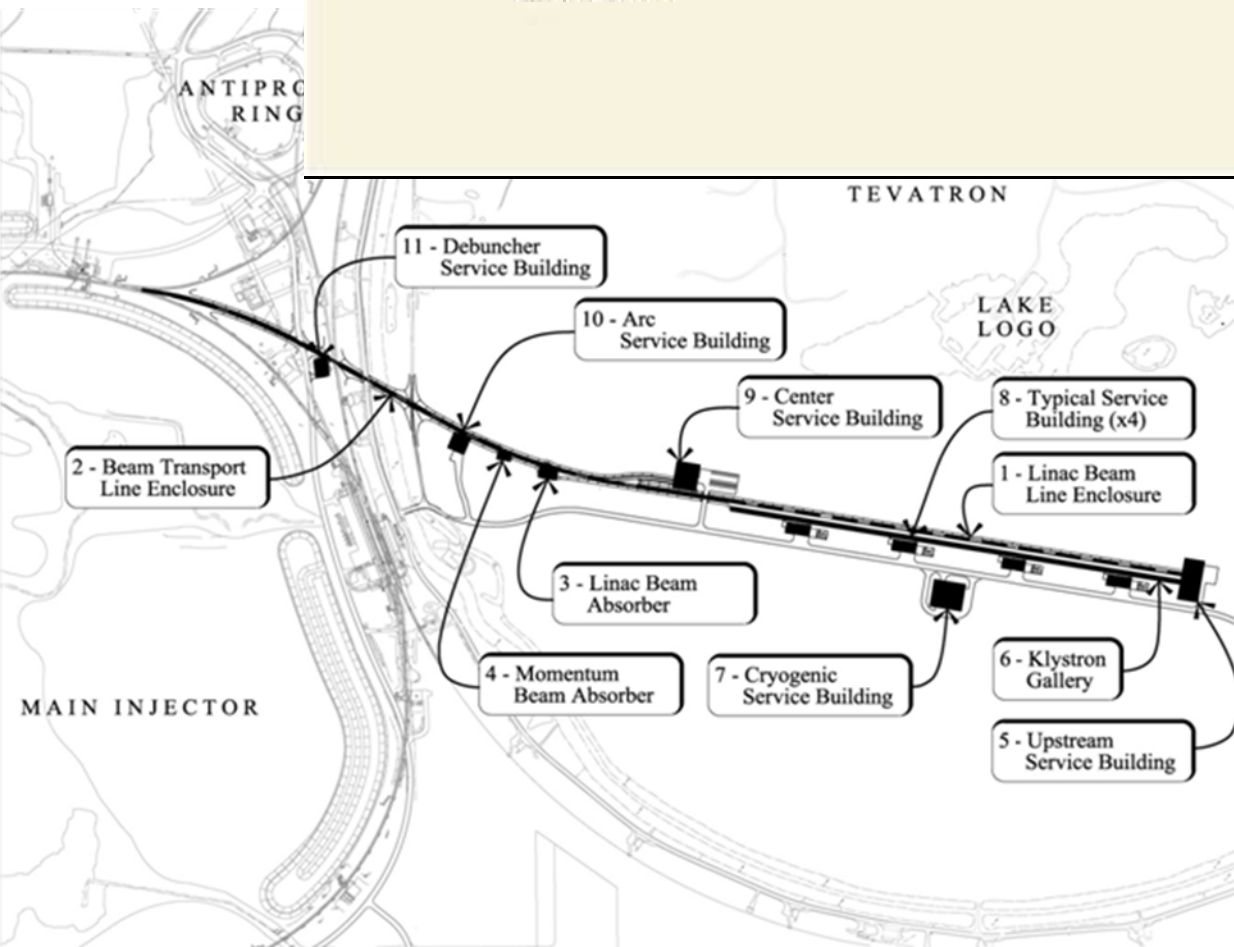 ANTIPRO
RING
TEVATRON
11 - Debuncher
Service Building
LAKE
LOGO
10 - Arc
Service Building
9 - Center
Service Building
8 - Typical Service
Building (x4)
2 - Beam Transport
Line Enclosure
1 - Linac Beam
Line Enclosure
3 - Linac Beam
Absorber
4 - Momentum
Beam Absorber
7 - Cryogenic
Service Building
6 - Klystron
Gallery
MAIN INJECTOR
5 - Upstream
Service Building